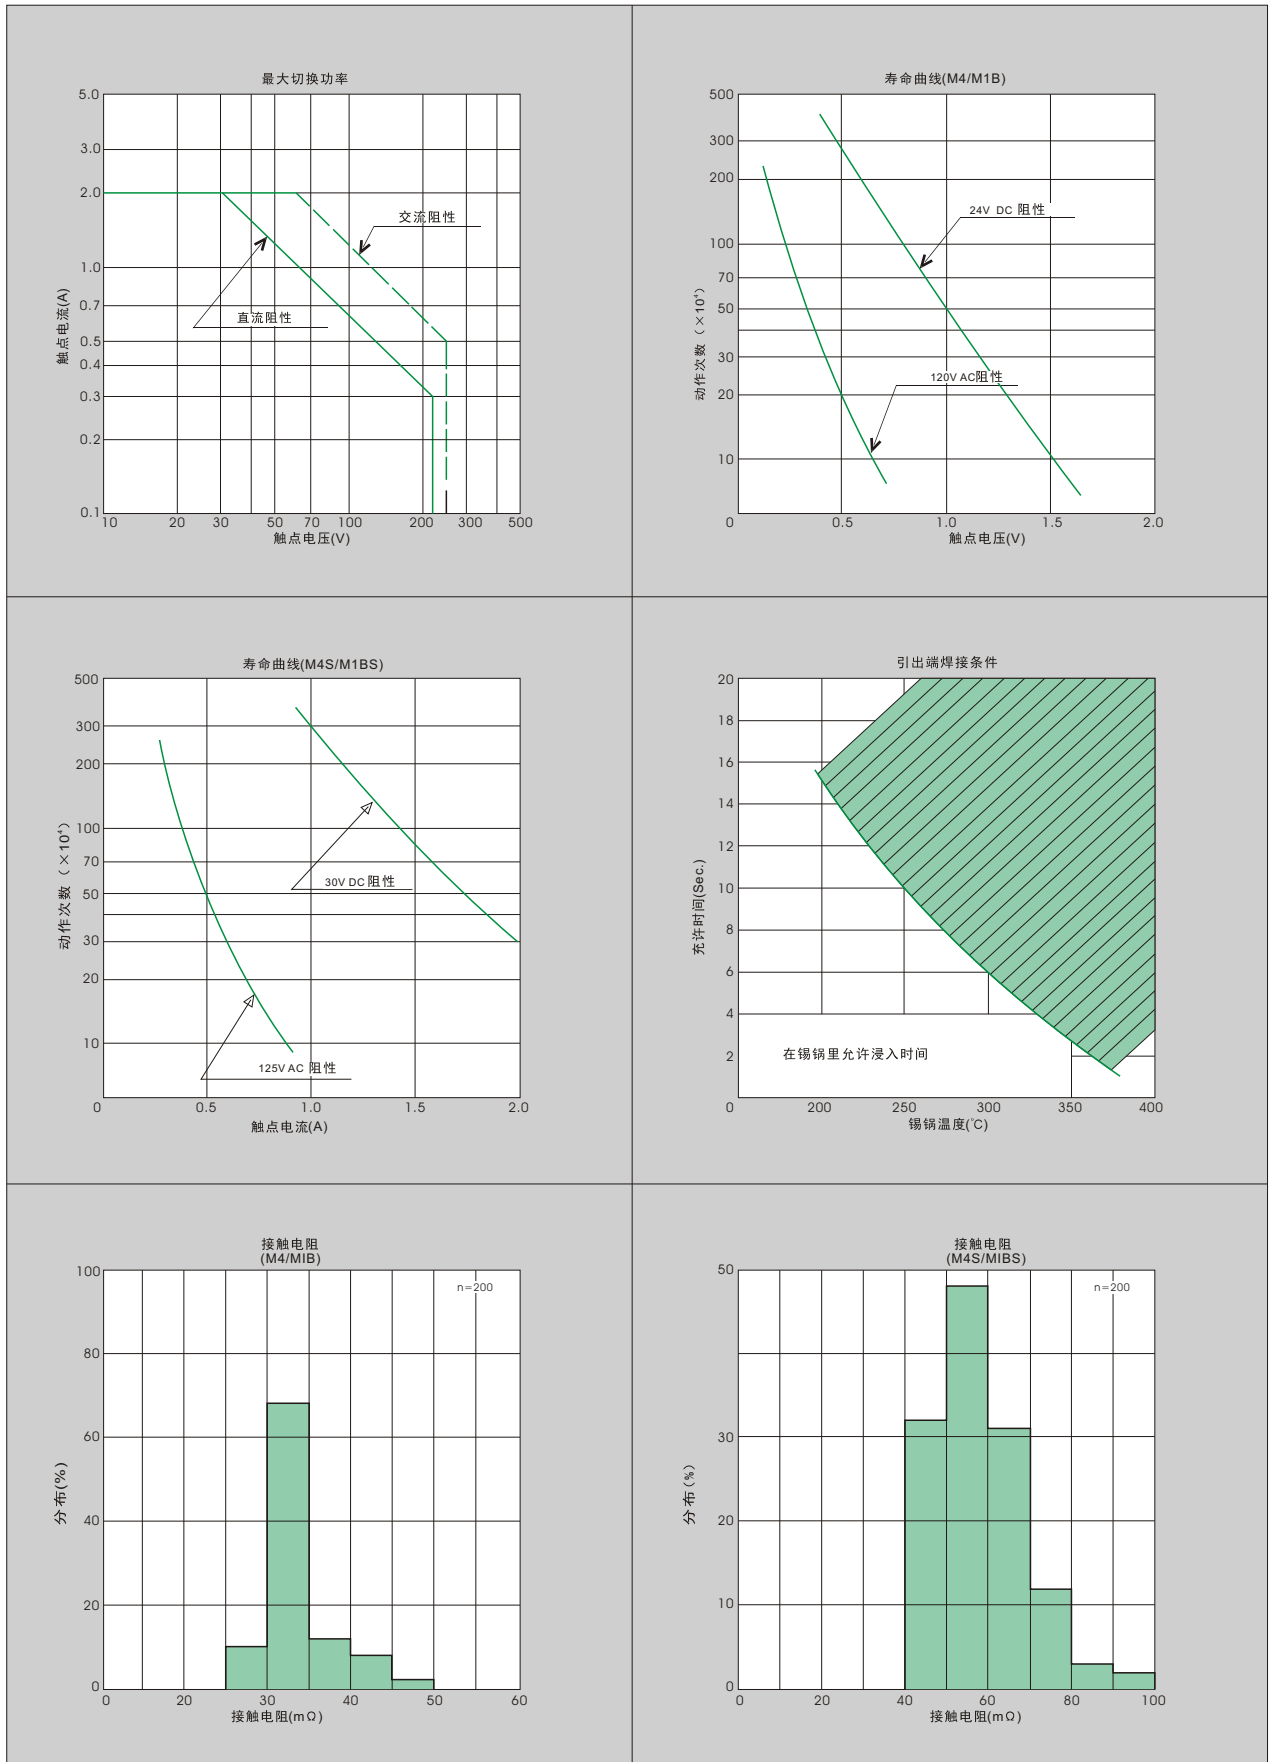 最大切换功率
5.0
3.0
2.0
1.0
0.7
0.5
0.4
0.3
0.2
0.1
触点电流(A)
交流阻性
直流阻性
10 20 30 50 70 100 200 300 500
触点电压(V)
寿命曲线(M4/M1B)
500
300
200
100
70
50
30
20
10
动作次数（×10⁴）
24V DC 阻性
120V AC阻性
0 0.5 1.0 1.5 2.0
触点电压(V)
寿命曲线(M4S/M1BS)
500
300
200
100
70
50
30
20
10
动作次数（×10⁴）
30V DC 阻性
125V AC 阻性
0 0.5 1.0 1.5 2.0
触点电流(A)
引出端焊接条件
20
18
16
14
12
10
8
6
4
2
充许时间(Sec.)
在锡锅里允许浸入时间
0 200 250 300 350 400
锡锅温度(℃)
接触电阻
(M4/MIB)
100
80
60
40
20
0
分布(%)
n=200
0 20 30 40 50 60
接触电阻(mΩ)
接触电阻
(M4S/MIBS)
50
30
20
10
0
分布(%)
n=200
0 20 40 60 80 100
接触电阻(mΩ)